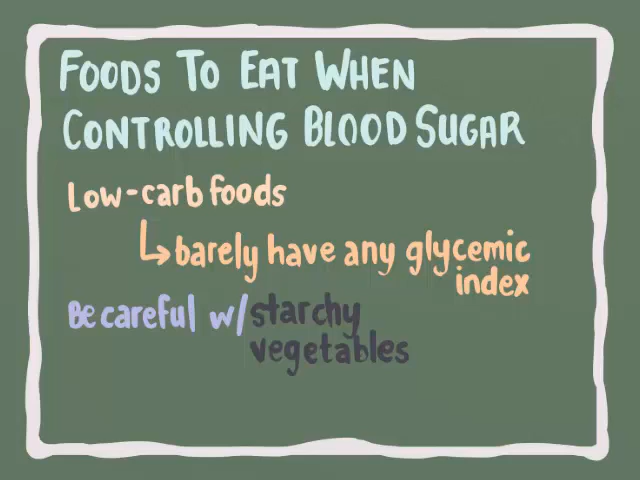 Foods To Eat When
Controlling Blood Sugar
Low-carb foods
barely have any glycemic
index
Be careful w/ starchy
vegetables